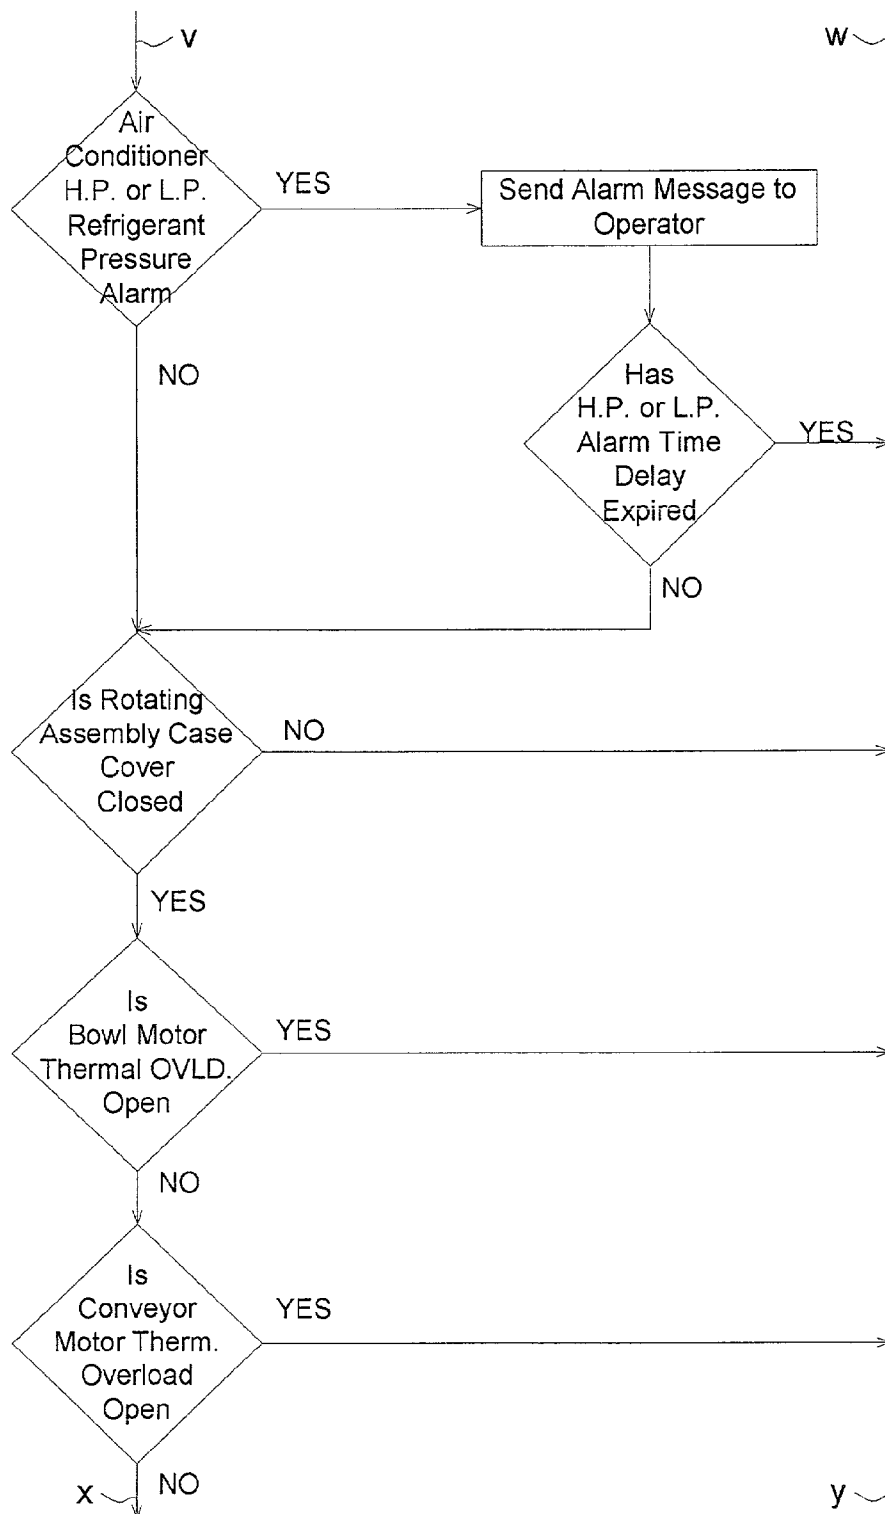 v
w
Air
Conditioner
H.P. or L.P.
Refrigerant
Pressure
Alarm
YES
Send Alarm Message to
Operator
NO
Has
H.P. or L.P.
Alarm Time
Delay
Expired
YES
NO
Is Rotating
Assembly Case
Cover
Closed
NO
YES
Is
Bowl Motor
Thermal OVLD.
Open
YES
NO
Is
Conveyor
Motor Therm.
Overload
Open
YES
NO
x
y